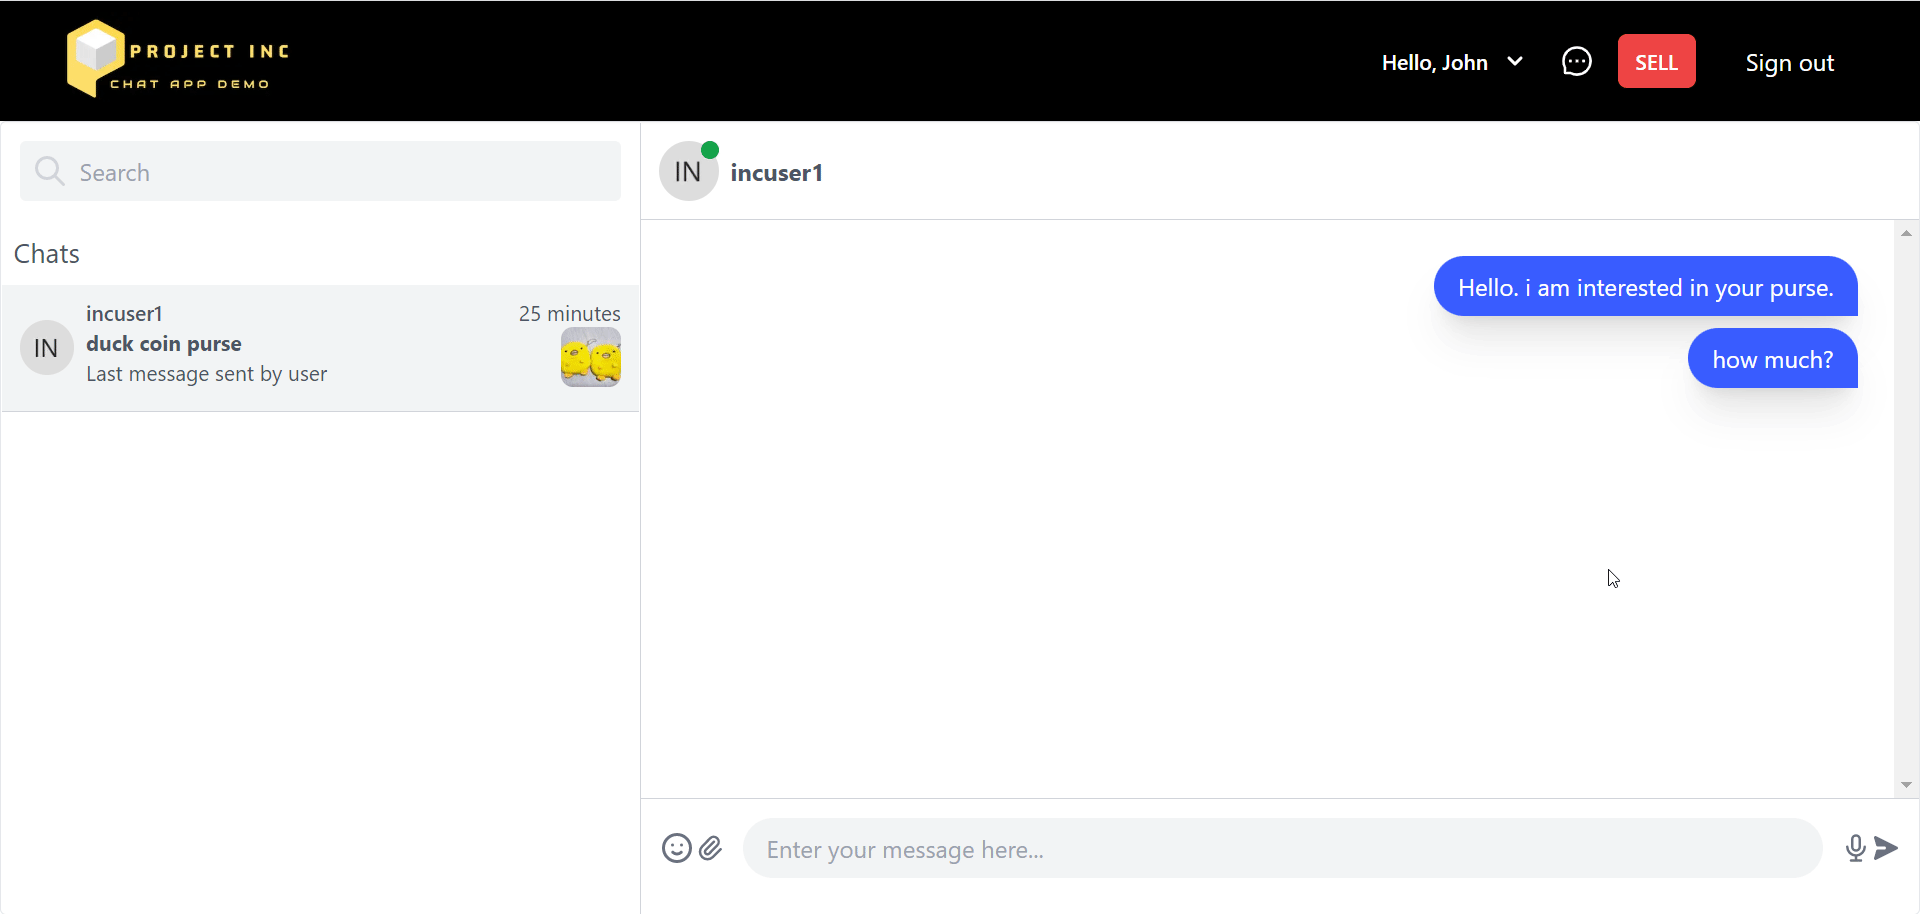 PROJECT INC
CHAT APP DEMO
Hello, John
SELL
Sign out
Search
Chats
IN
incuser1
25 minutes
duck coin purse
Last message sent by user
IN
incuser1
Hello. i am interested in your purse.
how much?
Enter your message here...